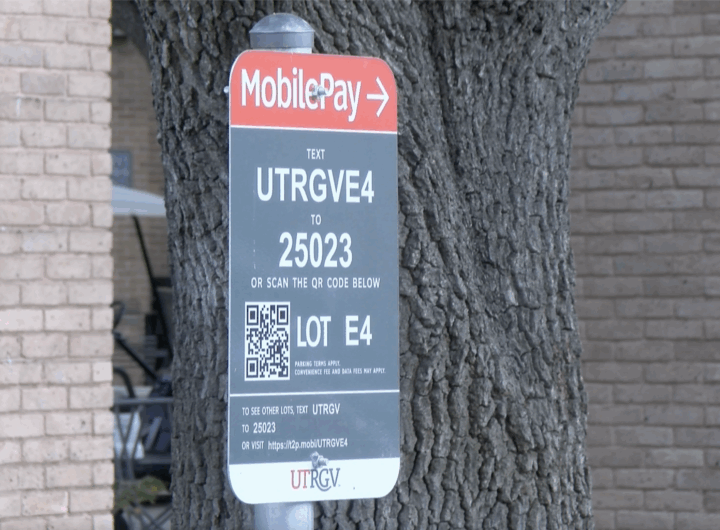 MobilePay →
TEXT
UTRGVE4
TO
25023
OR SCAN THE QR CODE BELOW
LOT E4
PARKING TERMS APPLY.
CONVENIENCE FEE AND DATA FEES MAY APPLY.
TO SEE OTHER LOTS, TEXT UTRGV
TO 25023
OR VISIT https://t2p.mobi/UTRGVE4
UTRGV